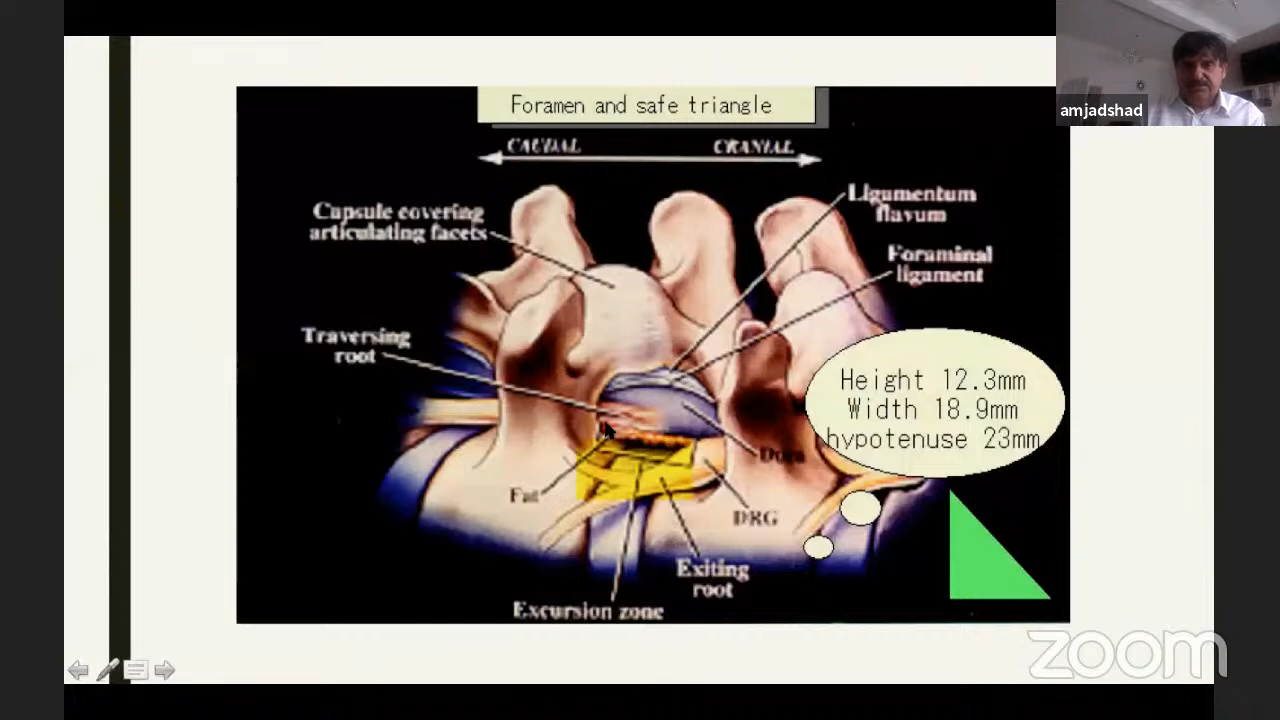 amjadshad
Foramen and safe triangle
CAUDAL
CRANIAL
Capsule covering
articulating facets
Ligamentum
flavum
Foraminal
ligament
Traversing
root
Height 12.3mm
Width 18.9mm
hypotenuse 23mm
Dura
Fat
DRG
Exiting
root
Excursion zone
zoom